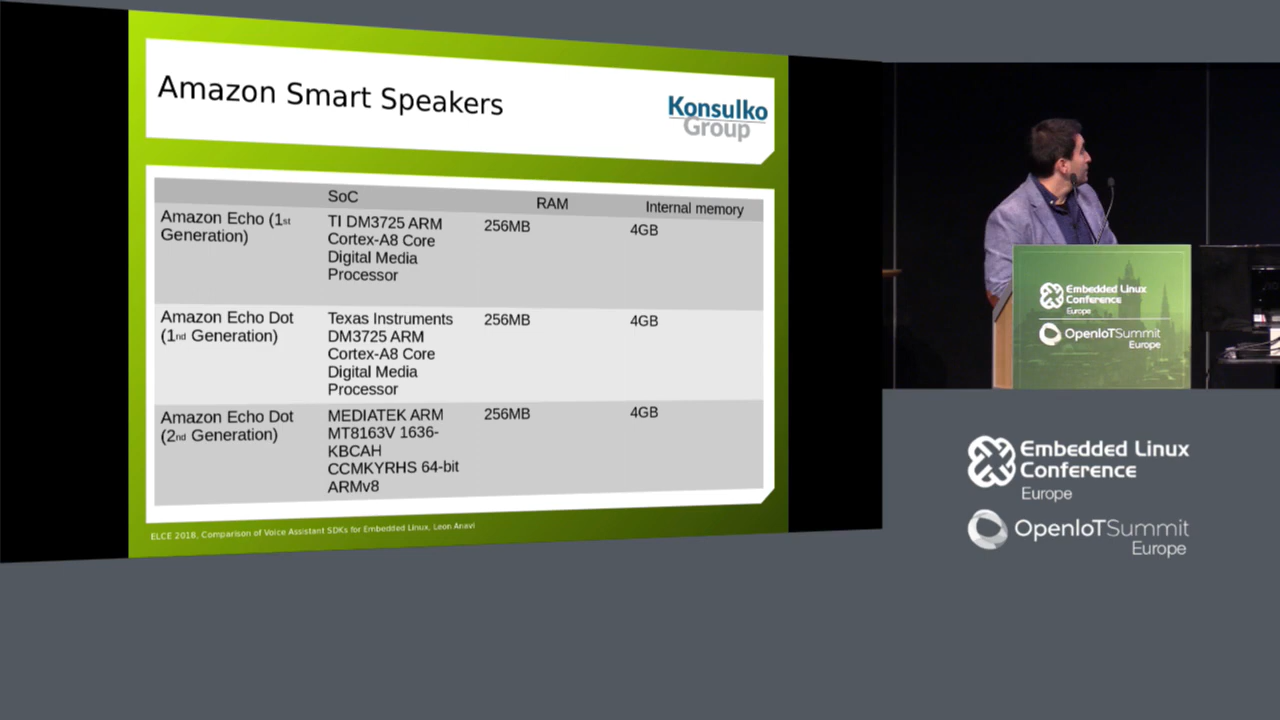 Amazon Smart Speakers
Konsulko
Group
SoC
RAM
Internal memory
Amazon Echo (1st
Generation)
TI DM3725 ARM
Cortex-A8 Core
Digital Media
Processor
256MB
4GB
Amazon Echo Dot
(1nd Generation)
Texas Instruments
DM3725 ARM
Cortex-A8 Core
Digital Media
Processor
256MB
4GB
Amazon Echo Dot
(2nd Generation)
MEDIATEK ARM
MT8163V 1636-
KBCAH
CCMKYRHS 64-bit
ARMv8
256MB
4GB
ELCE 2018, Comparison of Voice Assistant SDKs for Embedded Linux, Leon Anavi
Embedded Linux
Conference
Europe
OpenIoTSummit
Europe
Embedded Linux
Conference
Europe
OpenIoTSummit
Europe